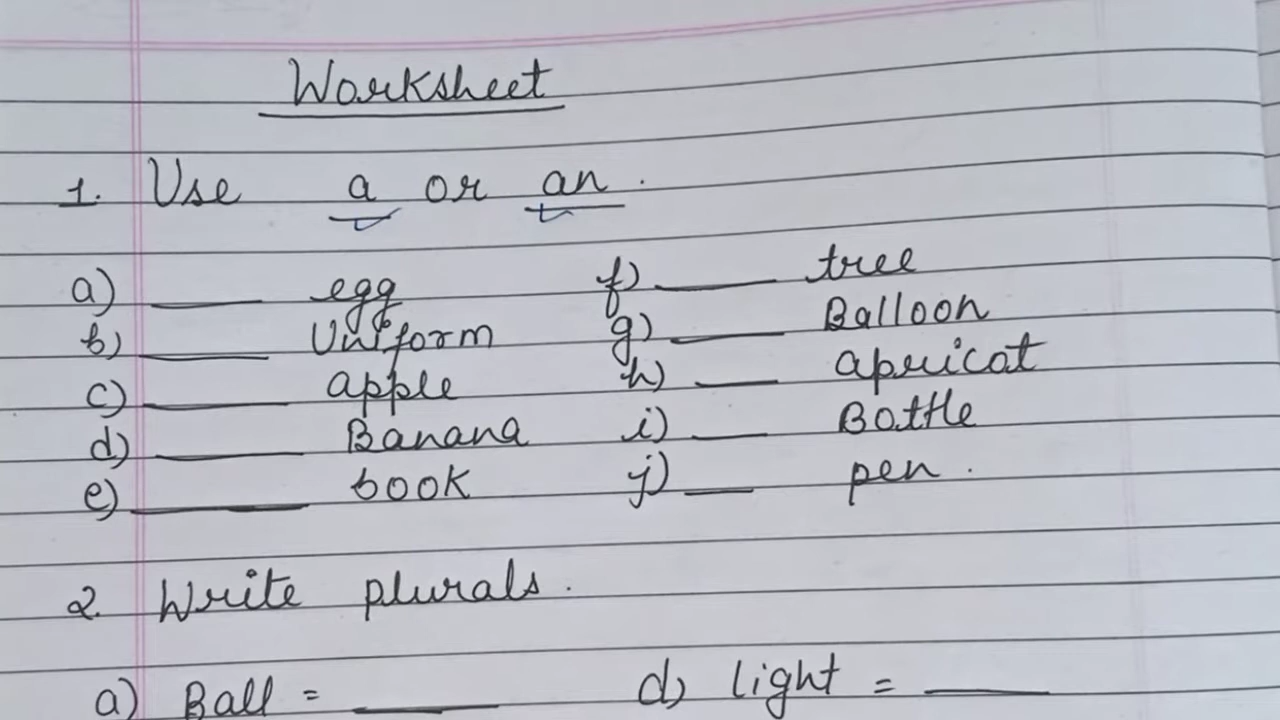 Worksheet
1. Use a or an.
a) ____ egg f) ____ tree
b) ____ Uniform g) ____ Balloon
c) ____ apple h) ____ apricot
d) ____ Banana i) ____ Bottle
e) ____ book j) ____ pen.
2. Write plurals.
a) Ball = ____ d) light = ____